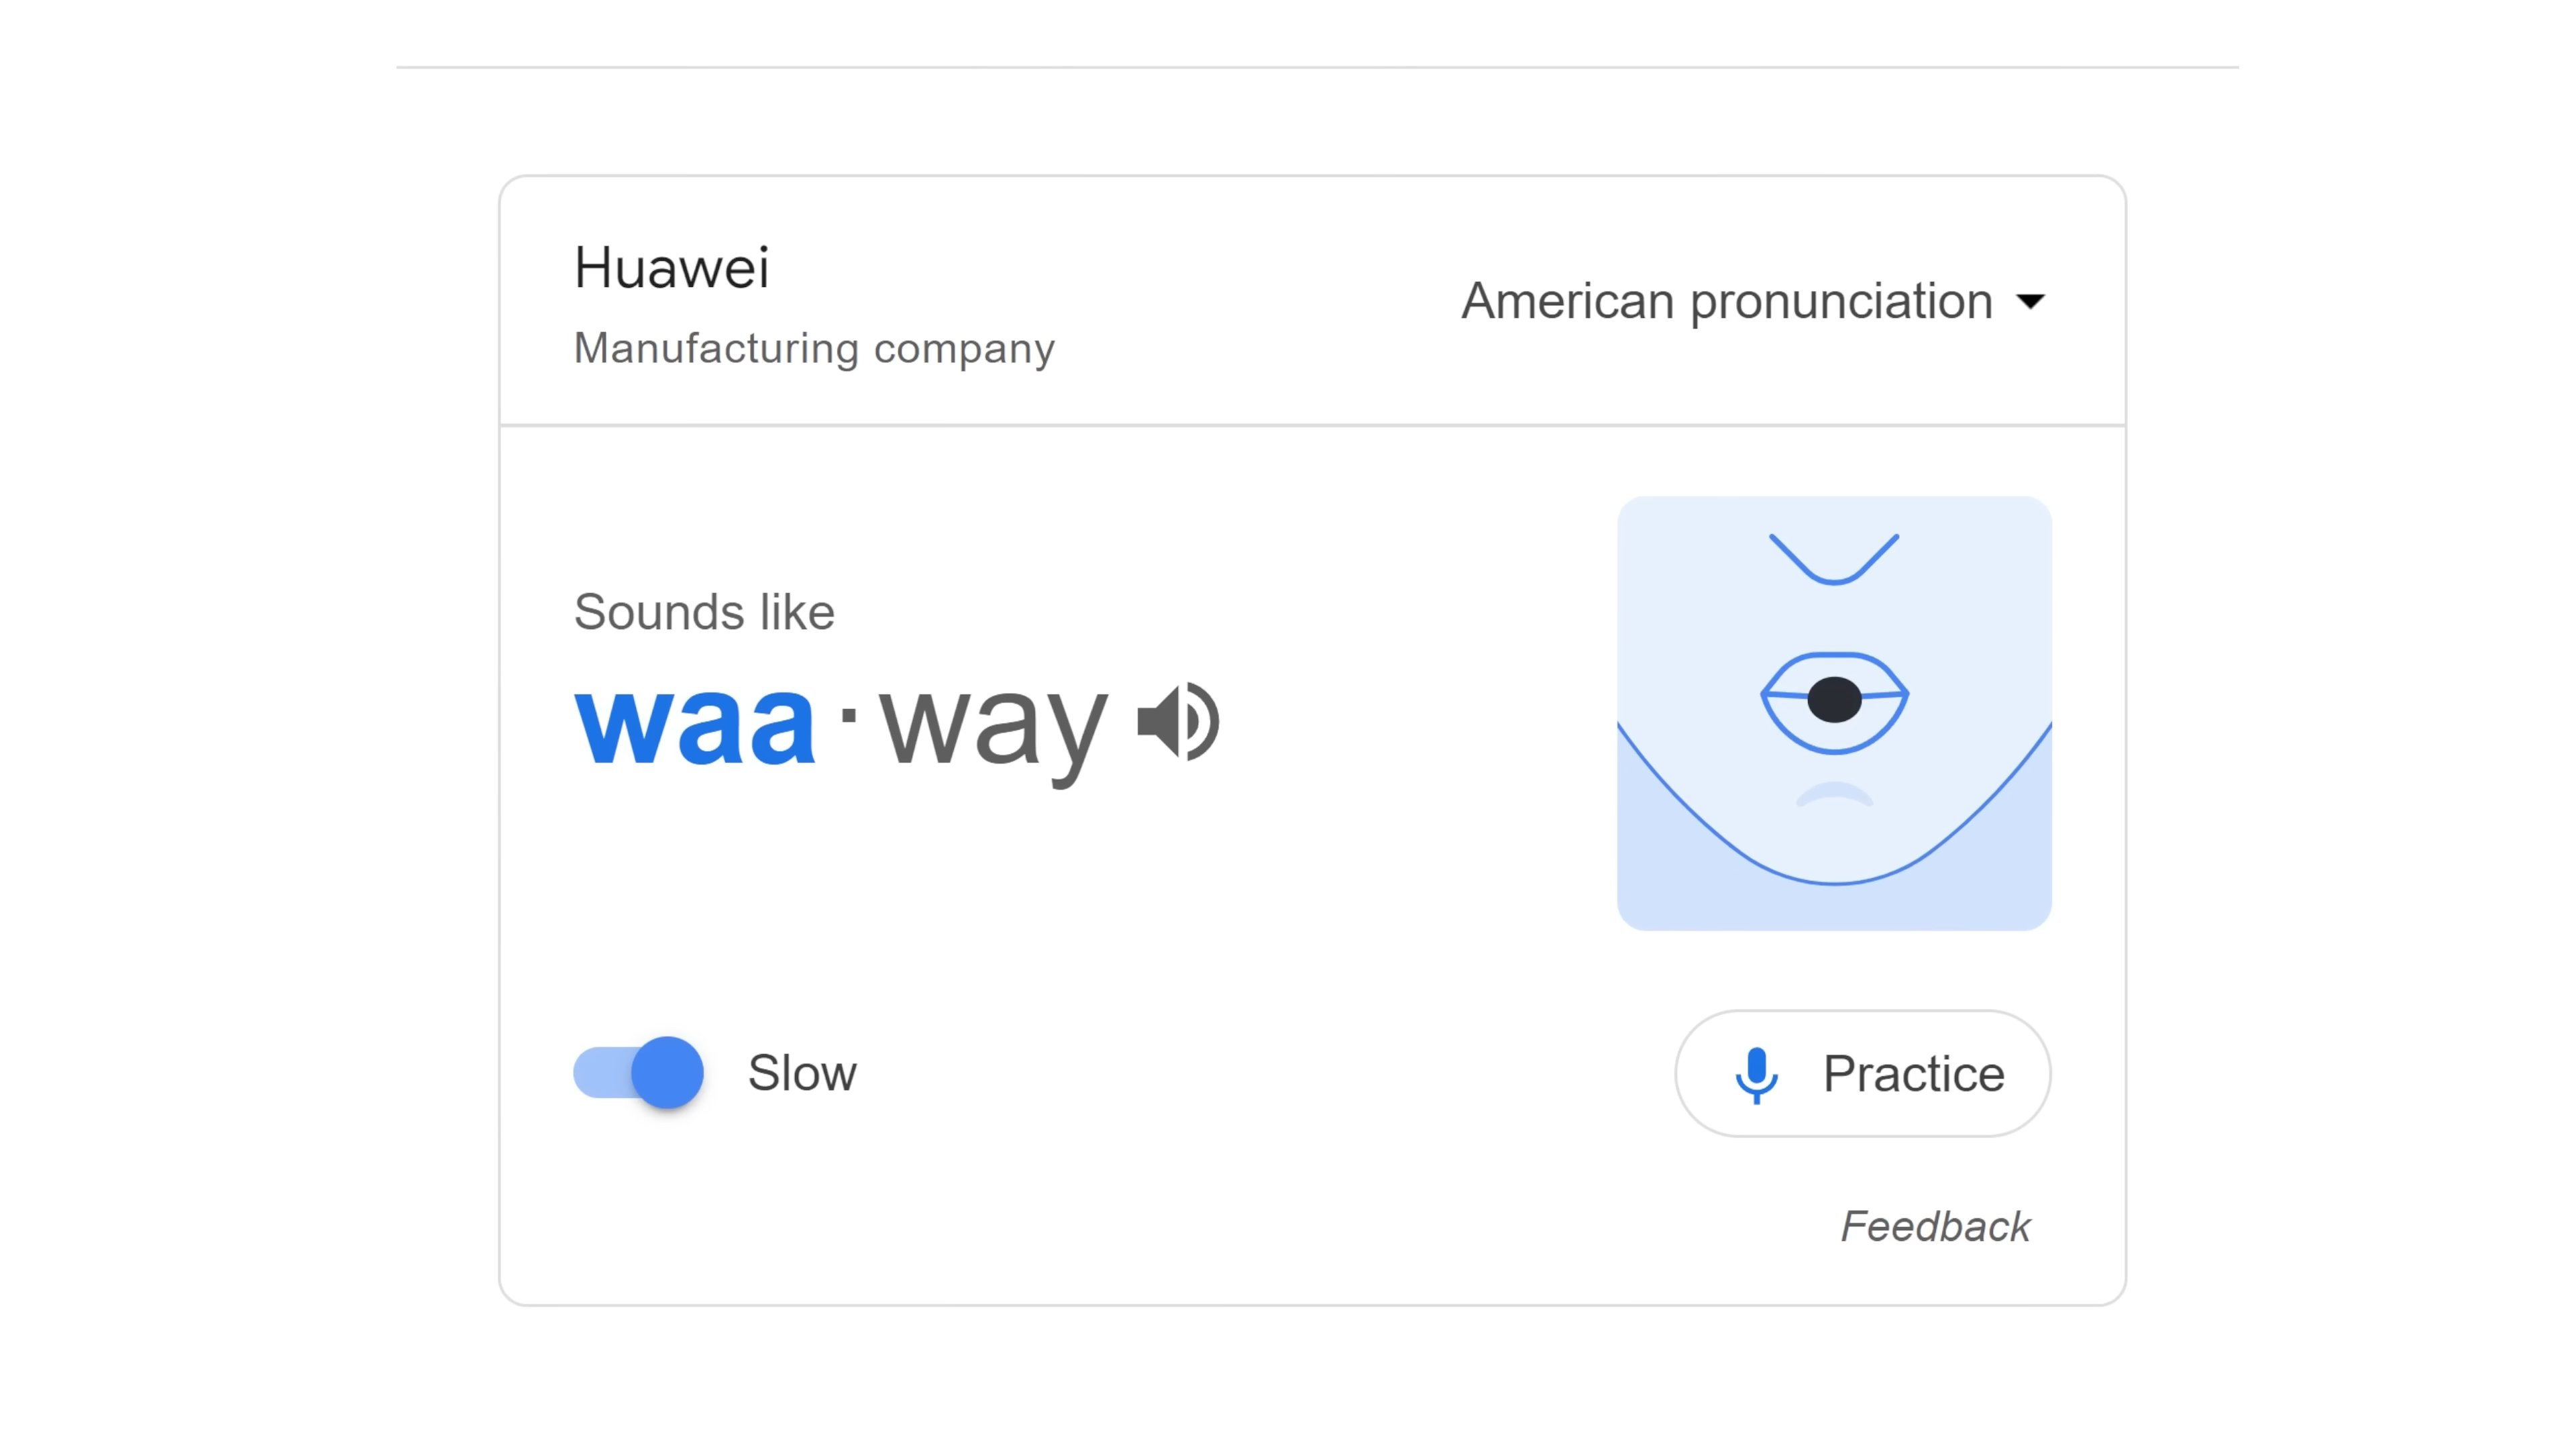 Huawei
Manufacturing company
American pronunciation
Sounds like
waa · way
Slow
Practice
Feedback